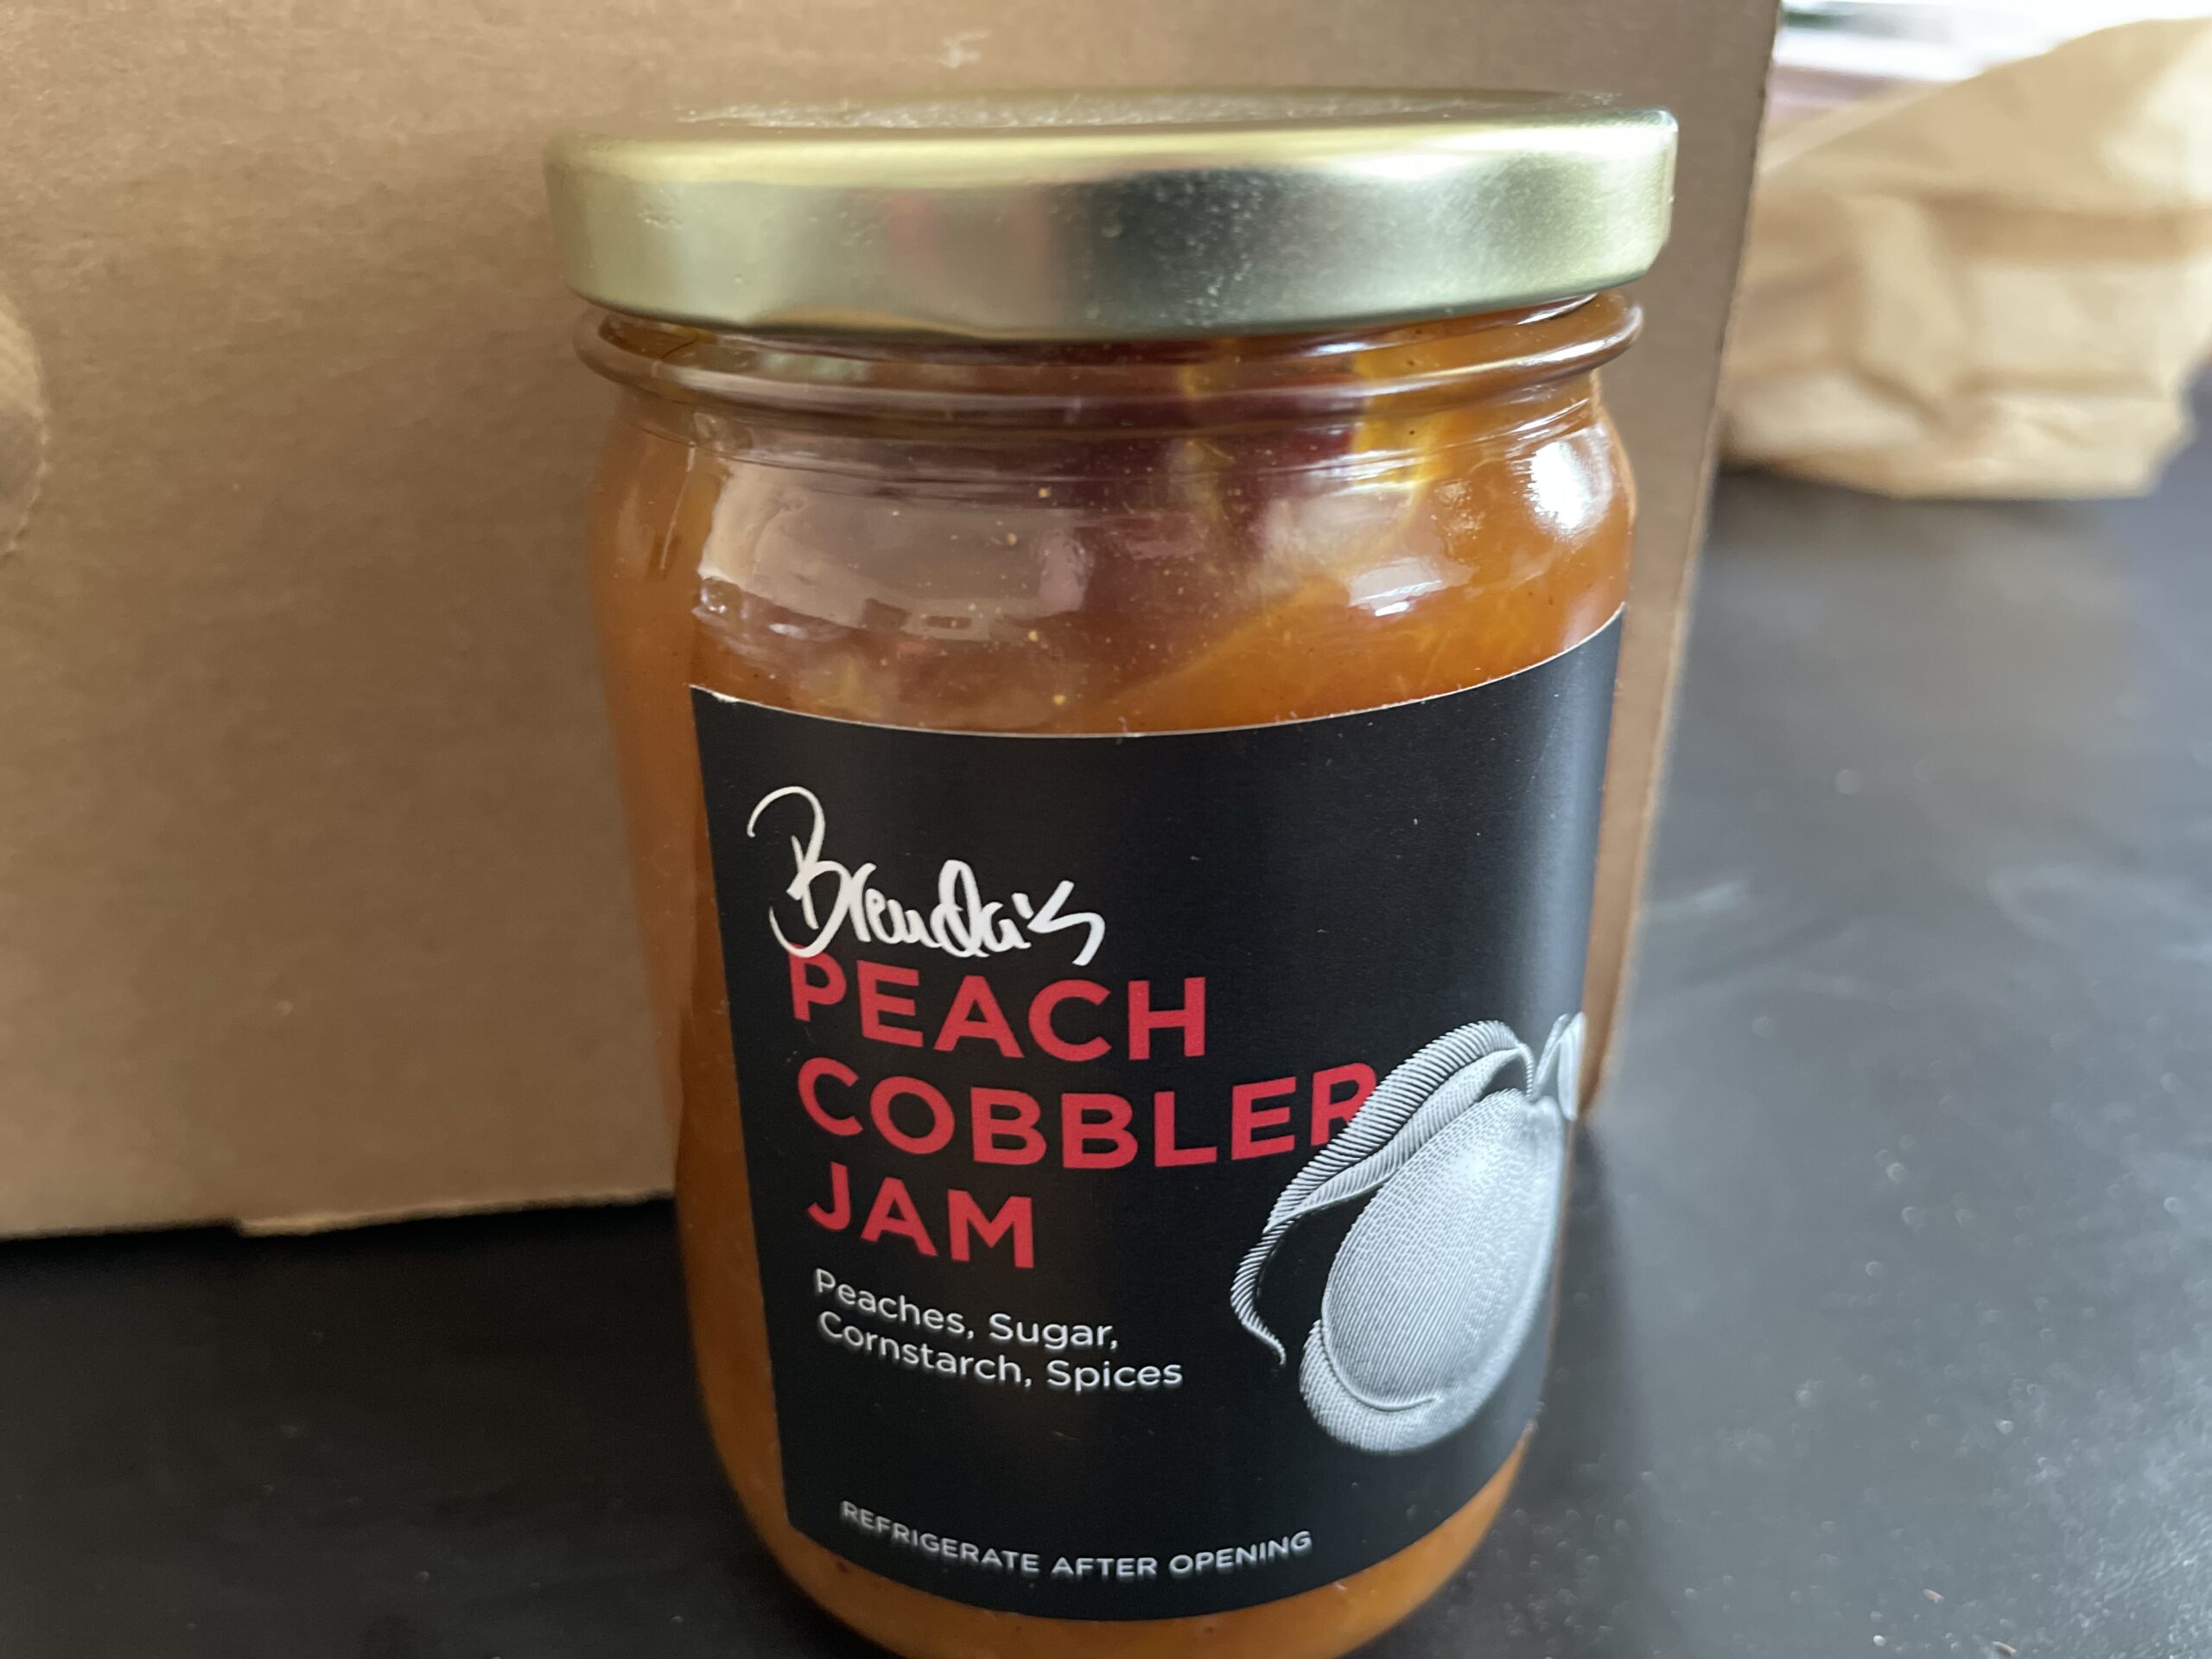 Brenda's
PEACH
COBBLER
JAM
Peaches, Sugar,
Cornstarch, Spices
REFRIGERATE AFTER OPENING